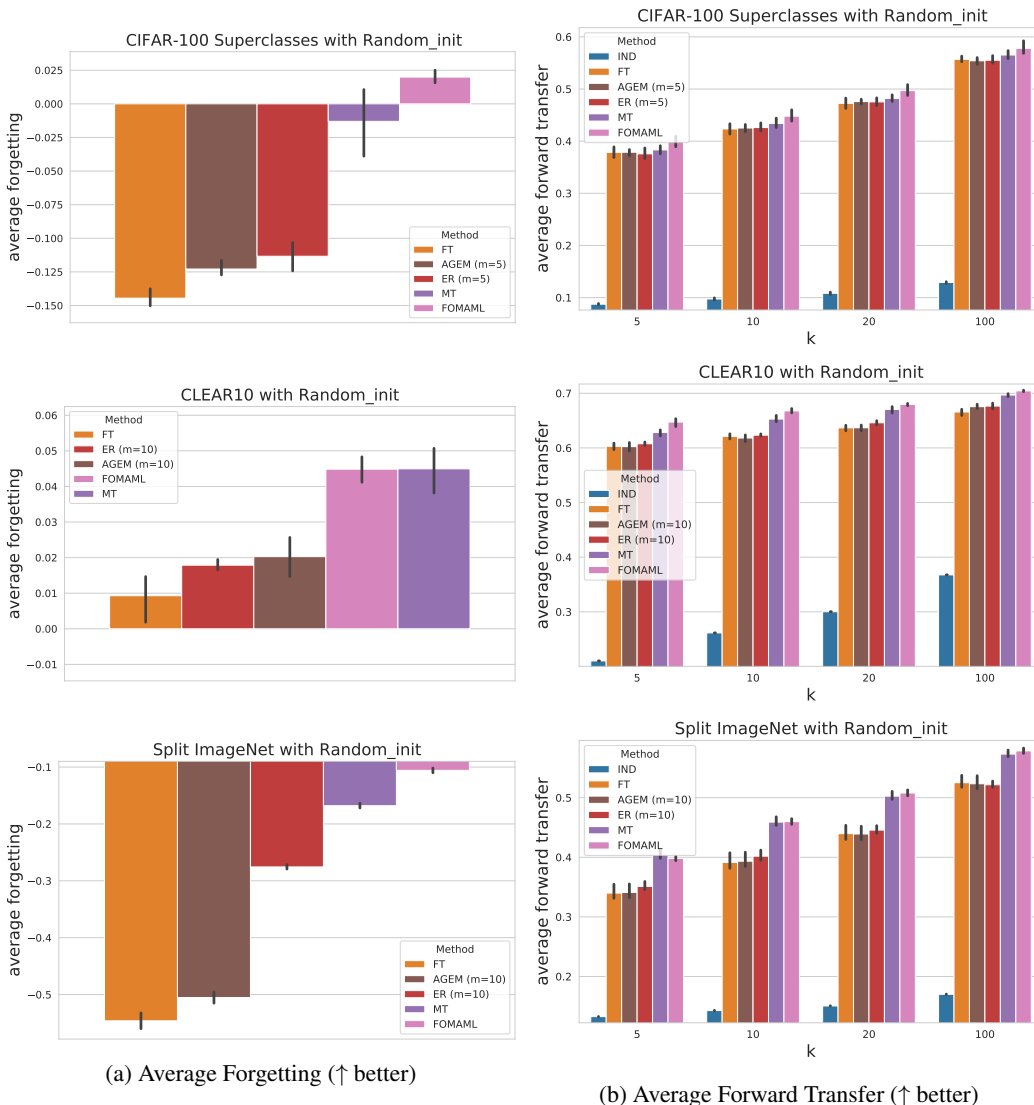 CIFAR-100 Superclasses with Random_init
average forgetting
0.025
0.000
−0.025
−0.050
−0.075
−0.100
−0.125
−0.150
Method
FT
AGEM (m=5)
ER (m=5)
MT
FOMAML
CIFAR-100 Superclasses with Random_init
average forward transfer
0.6
0.5
0.4
0.3
0.2
0.1
Method
IND
FT
AGEM (m=5)
ER (m=5)
MT
FOMAML
5 10 20 100
k
CLEAR10 with Random_init
average forgetting
0.06
0.05
0.04
0.03
0.02
0.01
0.00
−0.01
Method
FT
ER (m=10)
AGEM (m=10)
FOMAML
MT
CLEAR10 with Random_init
average forward transfer
0.7
0.6
0.5
0.4
0.3
Method
IND
FT
AGEM (m=10)
ER (m=10)
MT
FOMAML
5 10 20 100
k
Split ImageNet with Random_init
average forgetting
−0.1
−0.2
−0.3
−0.4
−0.5
Method
FT
AGEM (m=10)
ER (m=10)
MT
FOMAML
Split ImageNet with Random_init
average forward transfer
0.5
0.4
0.3
0.2
Method
IND
FT
AGEM (m=10)
ER (m=10)
MT
FOMAML
5 10 20 100
k
(a) Average Forgetting (↑ better)
(b) Average Forward Transfer (↑ better)